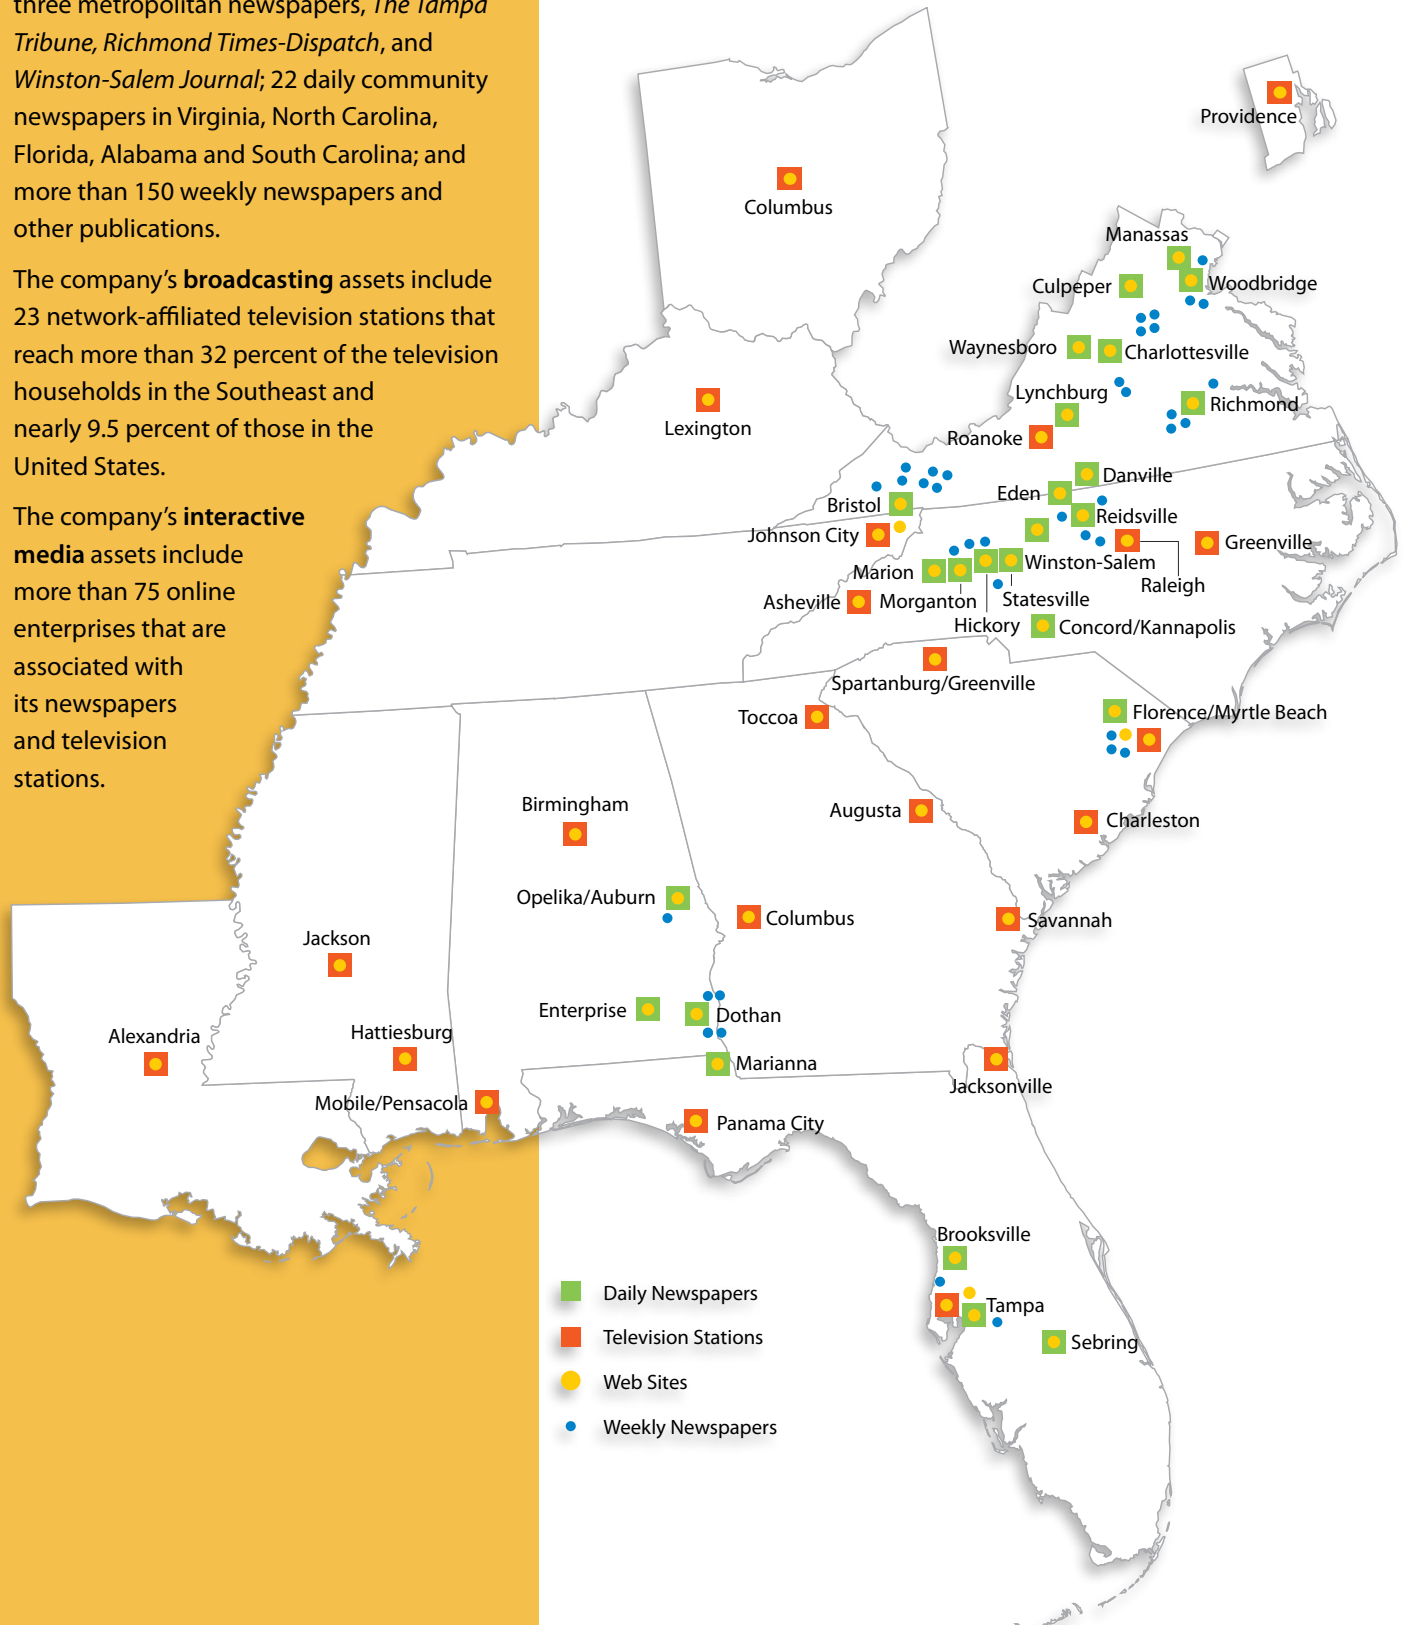 three metropolitan newspapers, The Tampa
Tribune, Richmond Times-Dispatch, and
Winston-Salem Journal; 22 daily community
newspapers in Virginia, North Carolina,
Florida, Alabama and South Carolina; and
more than 150 weekly newspapers and
other publications.
The company's broadcasting assets include
23 network-affiliated television stations that
reach more than 32 percent of the television
households in the Southeast and
nearly 9.5 percent of those in the
United States.
The company's interactive
media assets include
more than 75 online
enterprises that are
associated with
its newspapers
and television
stations.
Providence
Columbus
Manassas
Culpeper
Woodbridge
Waynesboro
Charlottesville
Lynchburg
Richmond
Lexington
Roanoke
Danville
Eden
Bristol
Reidsville
Johnson City
Greenville
Winston-Salem
Marion
Raleigh
Asheville
Morganton
Statesville
Hickory
Concord/Kannapolis
Spartanburg/Greenville
Toccoa
Florence/Myrtle Beach
Birmingham
Augusta
Charleston
Opelika/Auburn
Columbus
Savannah
Jackson
Enterprise
Dothan
Alexandria
Hattiesburg
Marianna
Jacksonville
Mobile/Pensacola
Panama City
Brooksville
Tampa
Sebring
Daily Newspapers
Television Stations
Web Sites
Weekly Newspapers